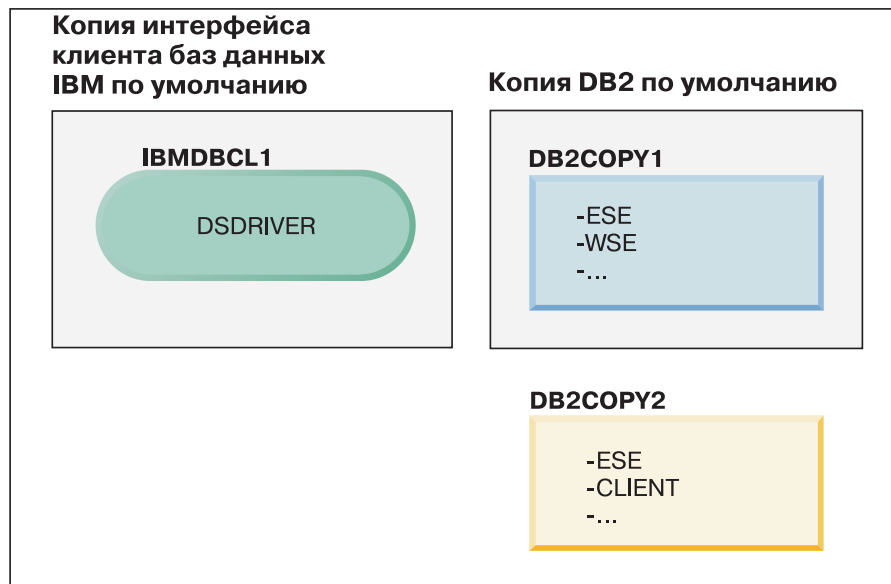 Копия интерфейса
клиента баз данных
IBM по умолчанию
IBMDBCL1
DSDRIVER
Копия DB2 по умолчанию
DB2COPY1
-ESE
-WSE
-...
DB2COPY2
-ESE
-CLIENT
-...